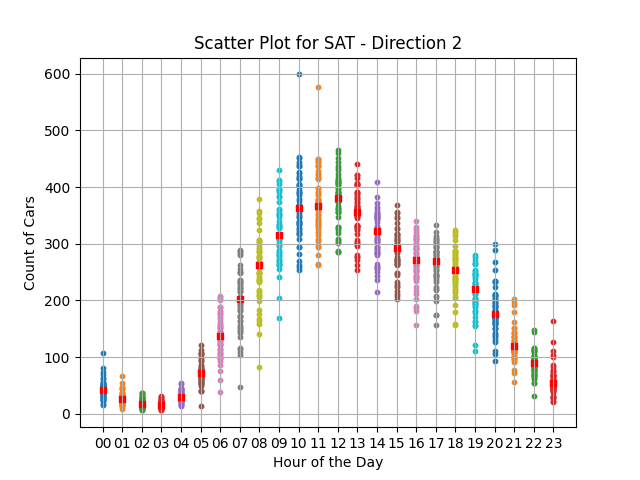 Scatter Plot for SAT - Direction 2
600
500
400
300
200
100
0
Count of Cars
00 01 02 03 04 05 06 07 08 09 10 11 12 13 14 15 16 17 18 19 20 21 22 23
Hour of the Day